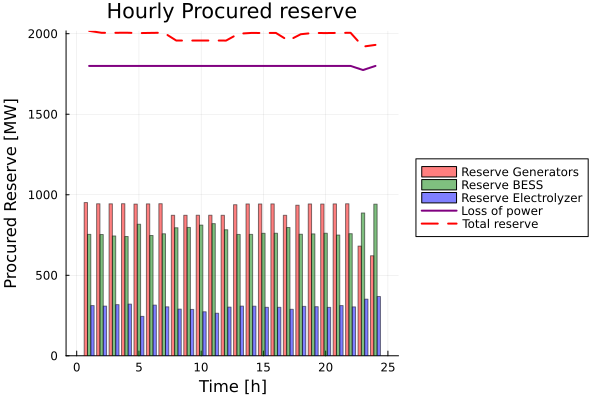 Hourly Procured reserve
Procured Reserve [MW]
2000
1500
1000
500
0
0 5 10 15 20 25
Time [h]
Reserve Generators
Reserve BESS
Reserve Electrolyzer
Loss of power
Total reserve